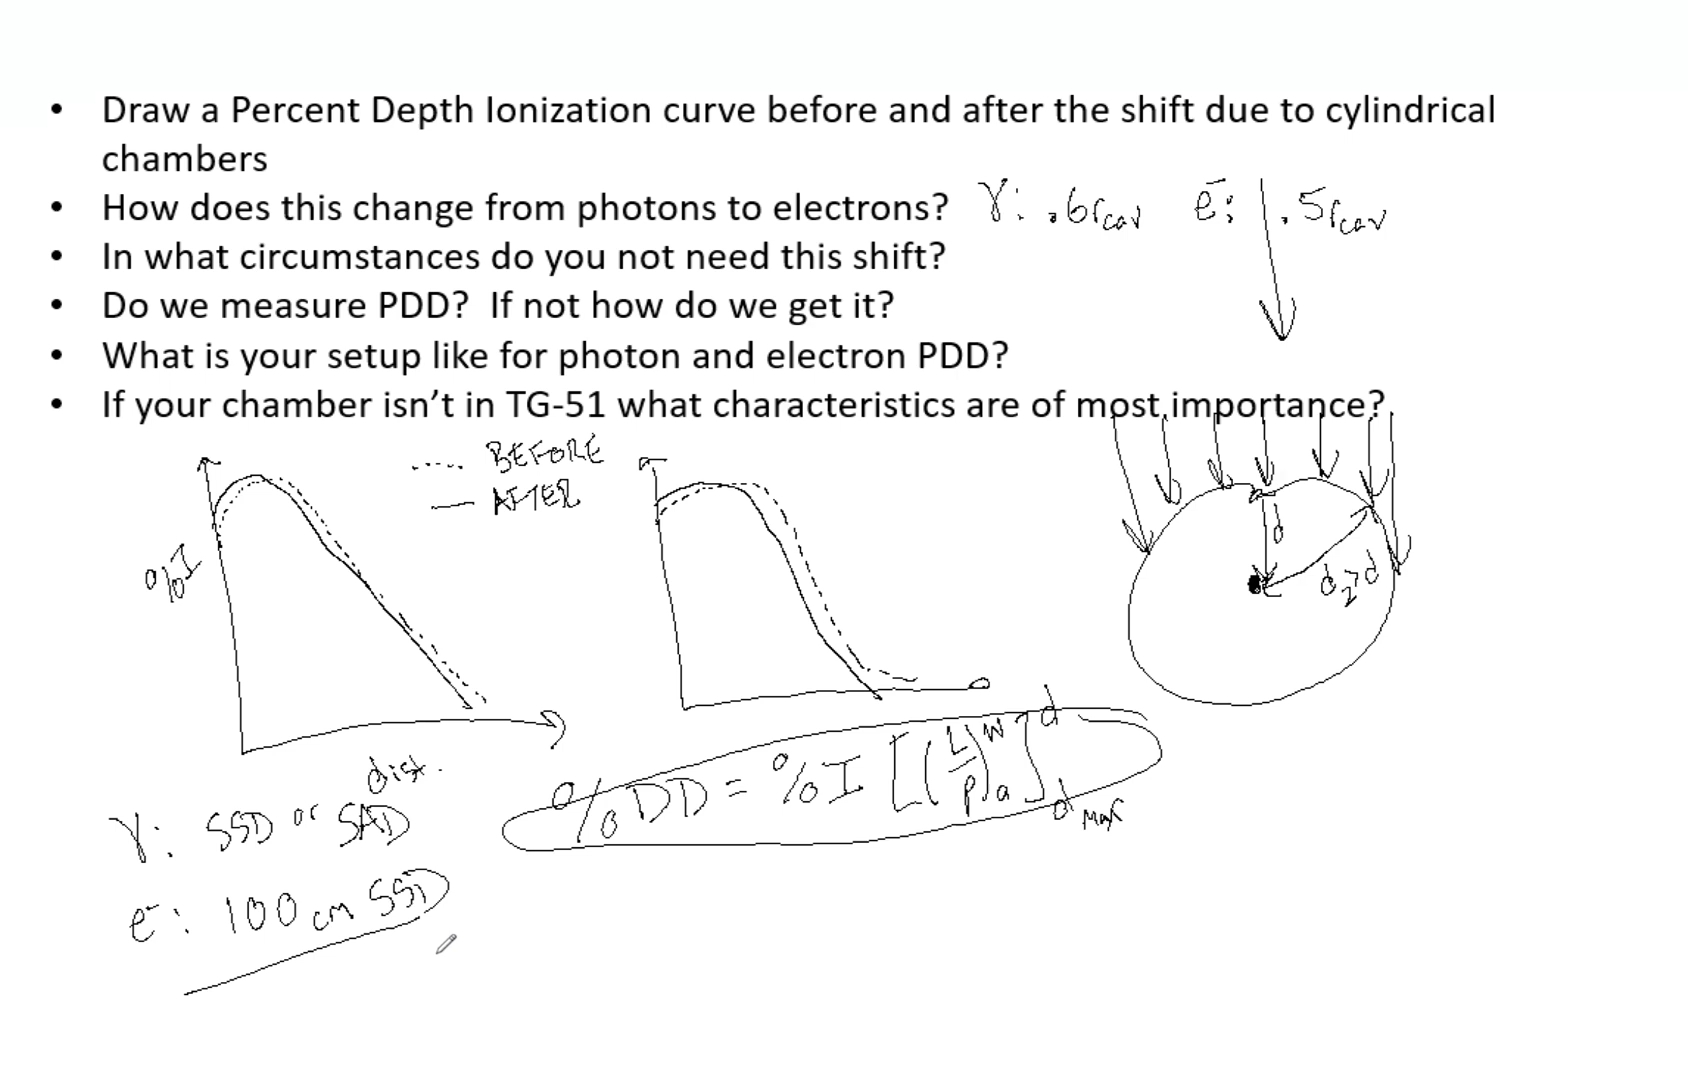 • Draw a Percent Depth Ionization curve before and after the shift due to cylindrical
chambers
• How does this change from photons to electrons? γ: .6rcav e-: .5rcav
• In what circumstances do you not need this shift?
• Do we measure PDD? If not how do we get it?
• What is your setup like for photon and electron PDD?
• If your chamber isn't in TG-51 what characteristics are of most importance?
BEFORE
AFTER
%I
d
d₂>d
dist.
%DD = %I [(L/ρ)ᵂₐ]ᵈ dMAX
γ: SSD or SAD
e-: 100 cm SSD